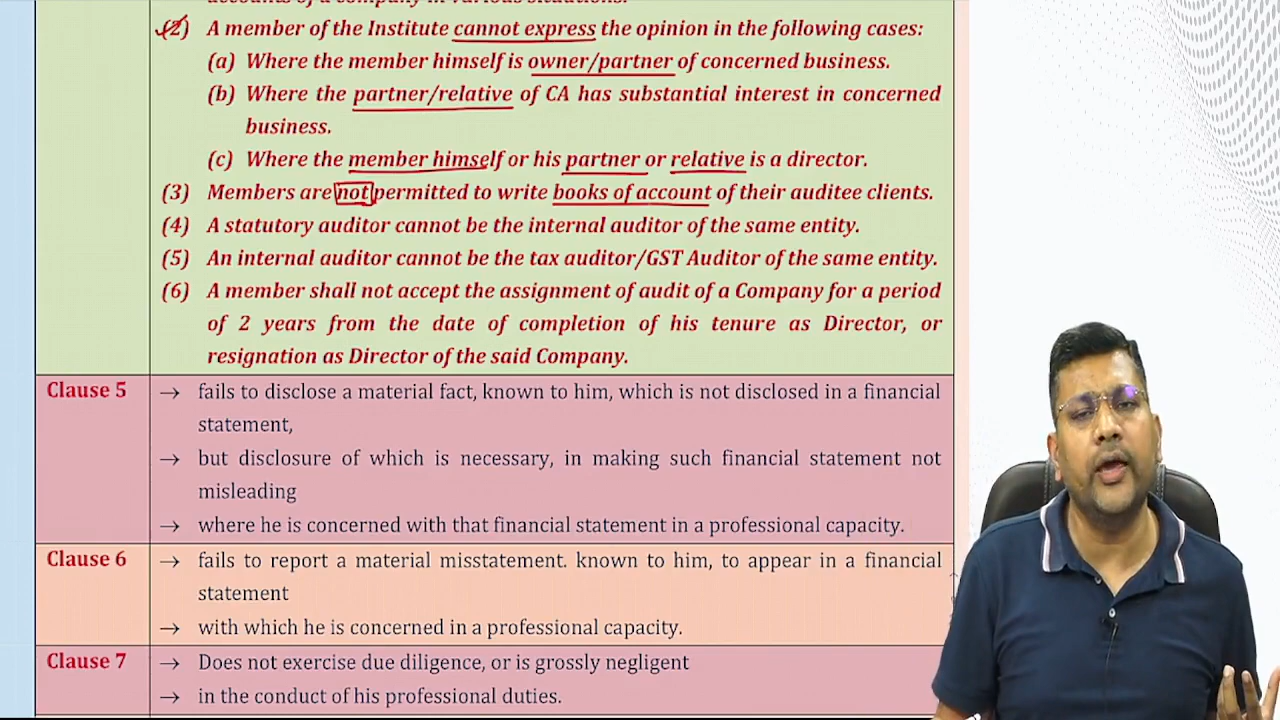 accounts of a company in various situations.
(2) A member of the Institute cannot express the opinion in the following cases:
(a) Where the member himself is owner/partner of concerned business.
(b) Where the partner/relative of CA has substantial interest in concerned
business.
(c) Where the member himself or his partner or relative is a director.
(3) Members are not permitted to write books of account of their auditee clients.
(4) A statutory auditor cannot be the internal auditor of the same entity.
(5) An internal auditor cannot be the tax auditor/GST Auditor of the same entity.
(6) A member shall not accept the assignment of audit of a Company for a period
of 2 years from the date of completion of his tenure as Director, or
resignation as Director of the said Company.
Clause 5 → fails to disclose a material fact, known to him, which is not disclosed in a financial
statement,
→ but disclosure of which is necessary, in making such financial statement not
misleading
→ where he is concerned with that financial statement in a professional capacity.
Clause 6 → fails to report a material misstatement. known to him, to appear in a financial
statement
→ with which he is concerned in a professional capacity.
Clause 7 → Does not exercise due diligence, or is grossly negligent
→ in the conduct of his professional duties.